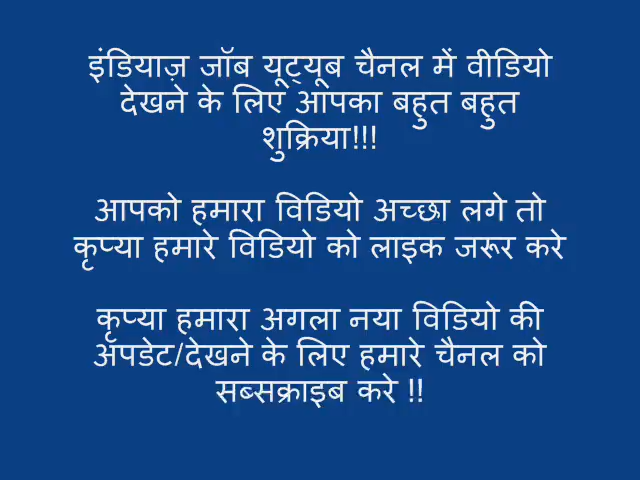 इंडियाज़ जॉब यूट्यूब चैनल में वीडियो
देखने के लिए आपका बहुत बहुत
शुक्रिया!!!
आपको हमारा विडियो अच्छा लगे तो
कृप्या हमारे विडियो को लाइक जरूर करे
कृप्या हमारा अगला नया विडियो की
अॅपडेट/देखने के लिए हमारे चैनल को
सब्सक्राइब करे !!